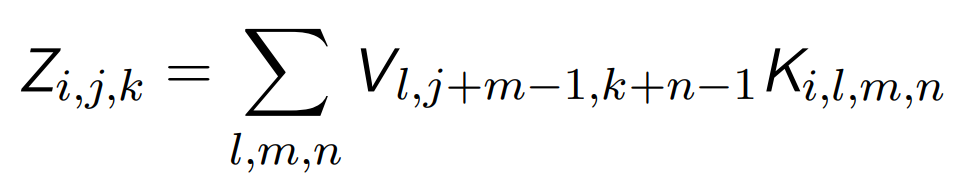 Z_{i,j,k} = \sum_{l,m,n} V_{l,j+m-1,k+n-1} K_{i,l,m,n}